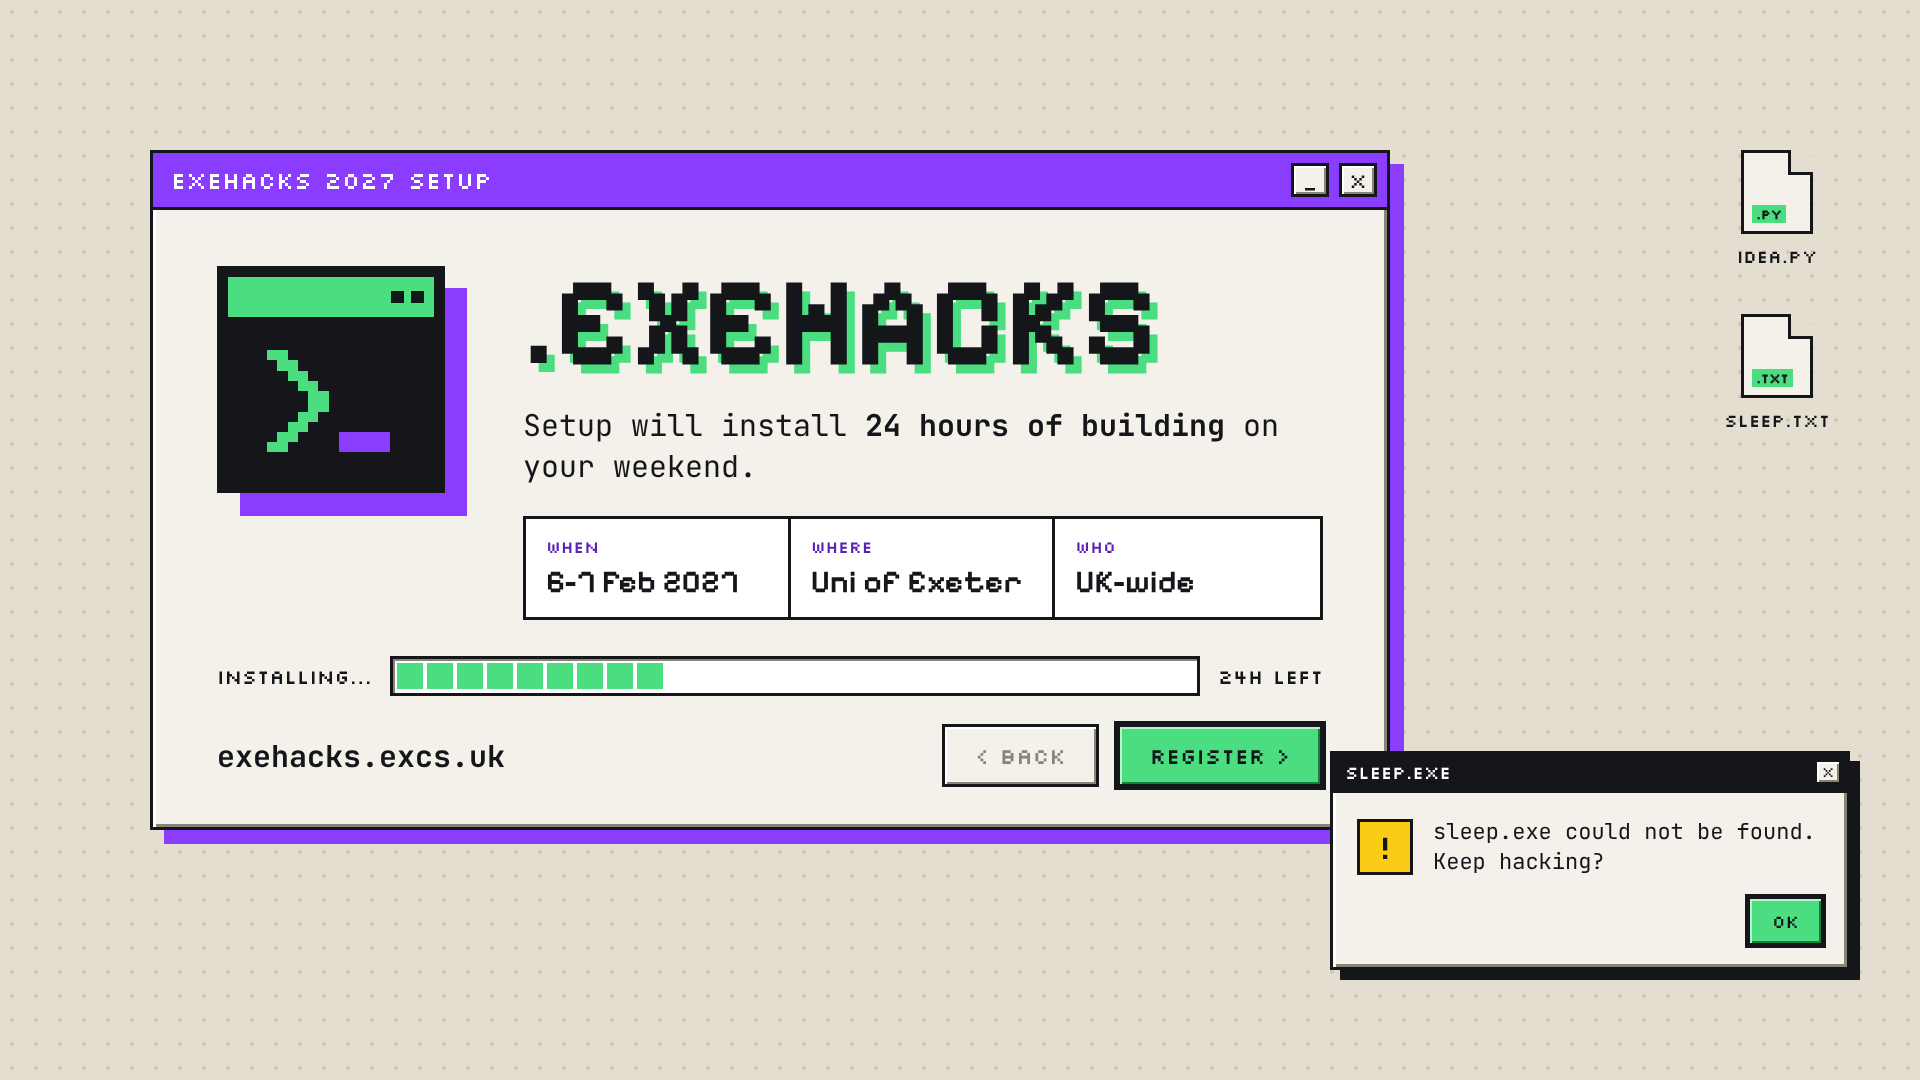 EXEHACKS 2027 SETUP
_ X
.EXEHACKS
Setup will install 24 hours of building on
your weekend.
WHEN
6-7 Feb 2027
WHERE
Uni of Exeter
WHO
UK-wide
INSTALLING...
24H LEFT
exehacks.excs.uk
< BACK
REGISTER >
.PY
IDEA.PY
.TXT
SLEEP.TXT
SLEEP.EXE
X
!
sleep.exe could not be found.
Keep hacking?
OK